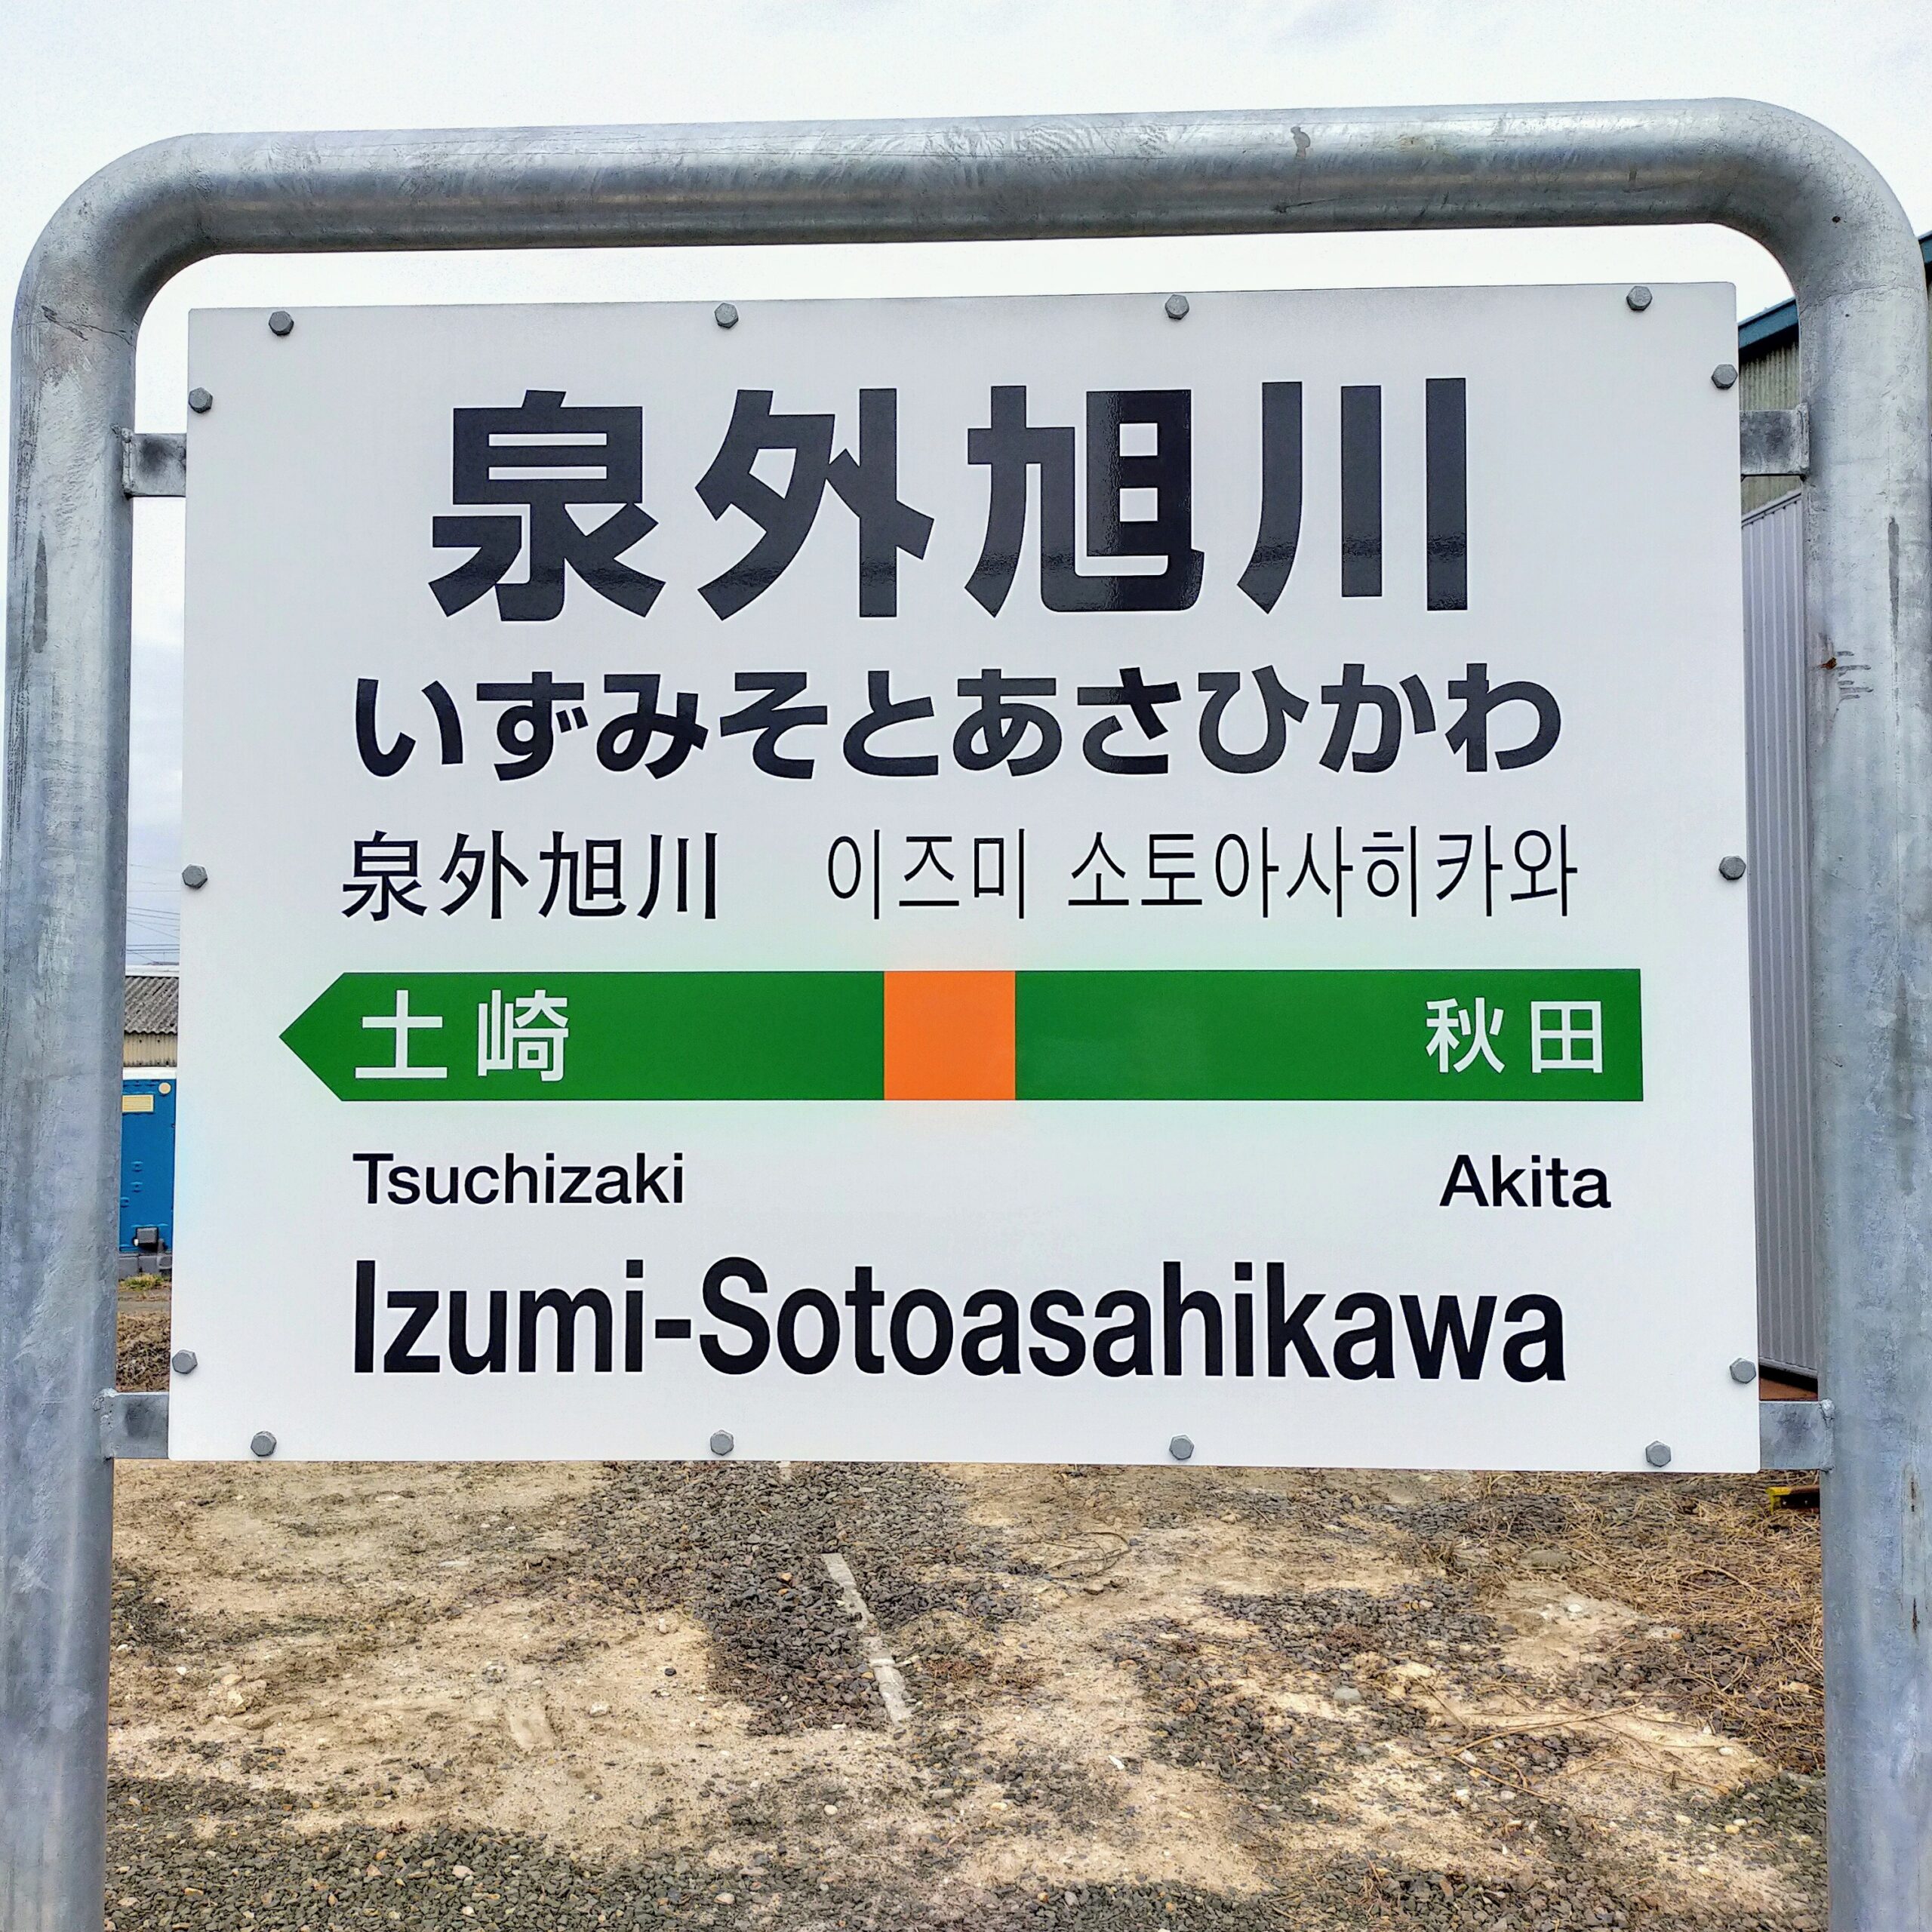 泉外旭川
いずみそとあさひかわ
泉外旭川 이즈미 소토아사히카와
土崎 秋田
Tsuchizaki Akita
Izumi-Sotoasahikawa